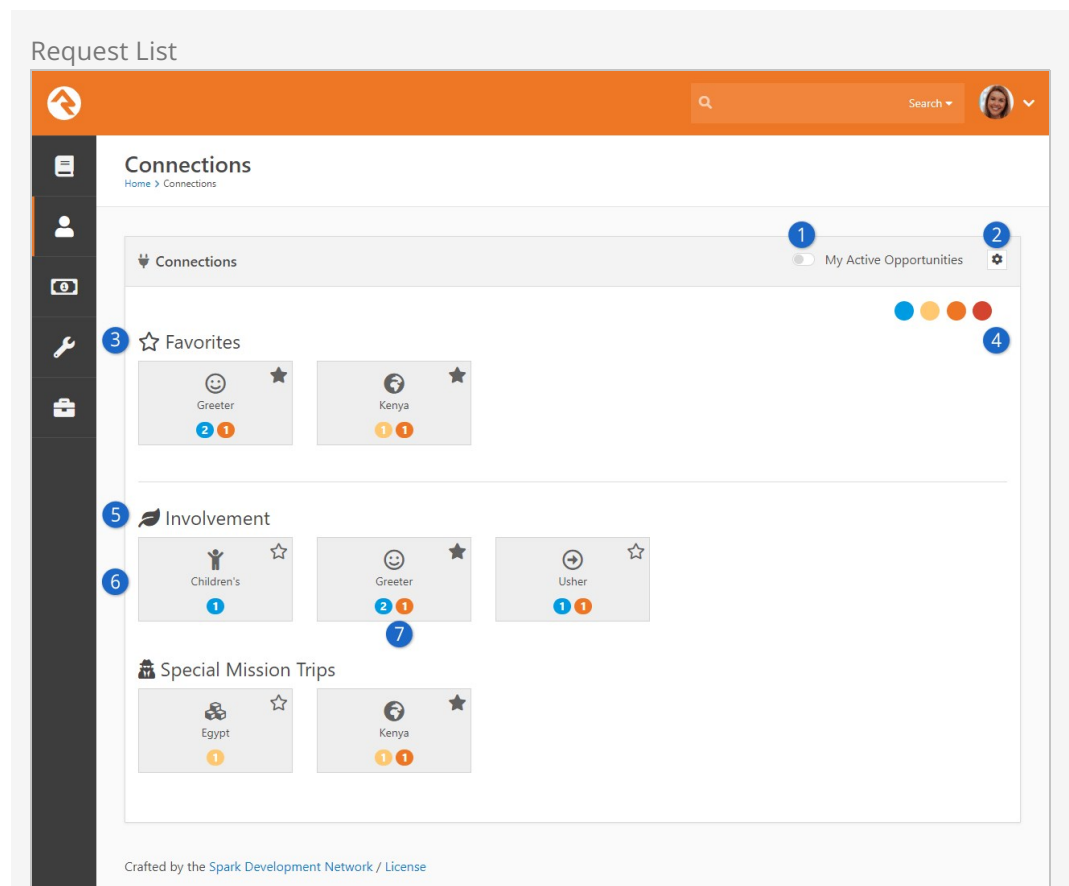 Request List
Search
Connections
Home > Connections
1
2
Connections
My Active Opportunities
3
Favorites
4
Greeter
Kenya
2 1
1 1
5
Involvement
6
Children's
Greeter
Usher
1
2 1
1 1
7
Special Mission Trips
Egypt
Kenya
1
1 1
Crafted by the Spark Development Network / License